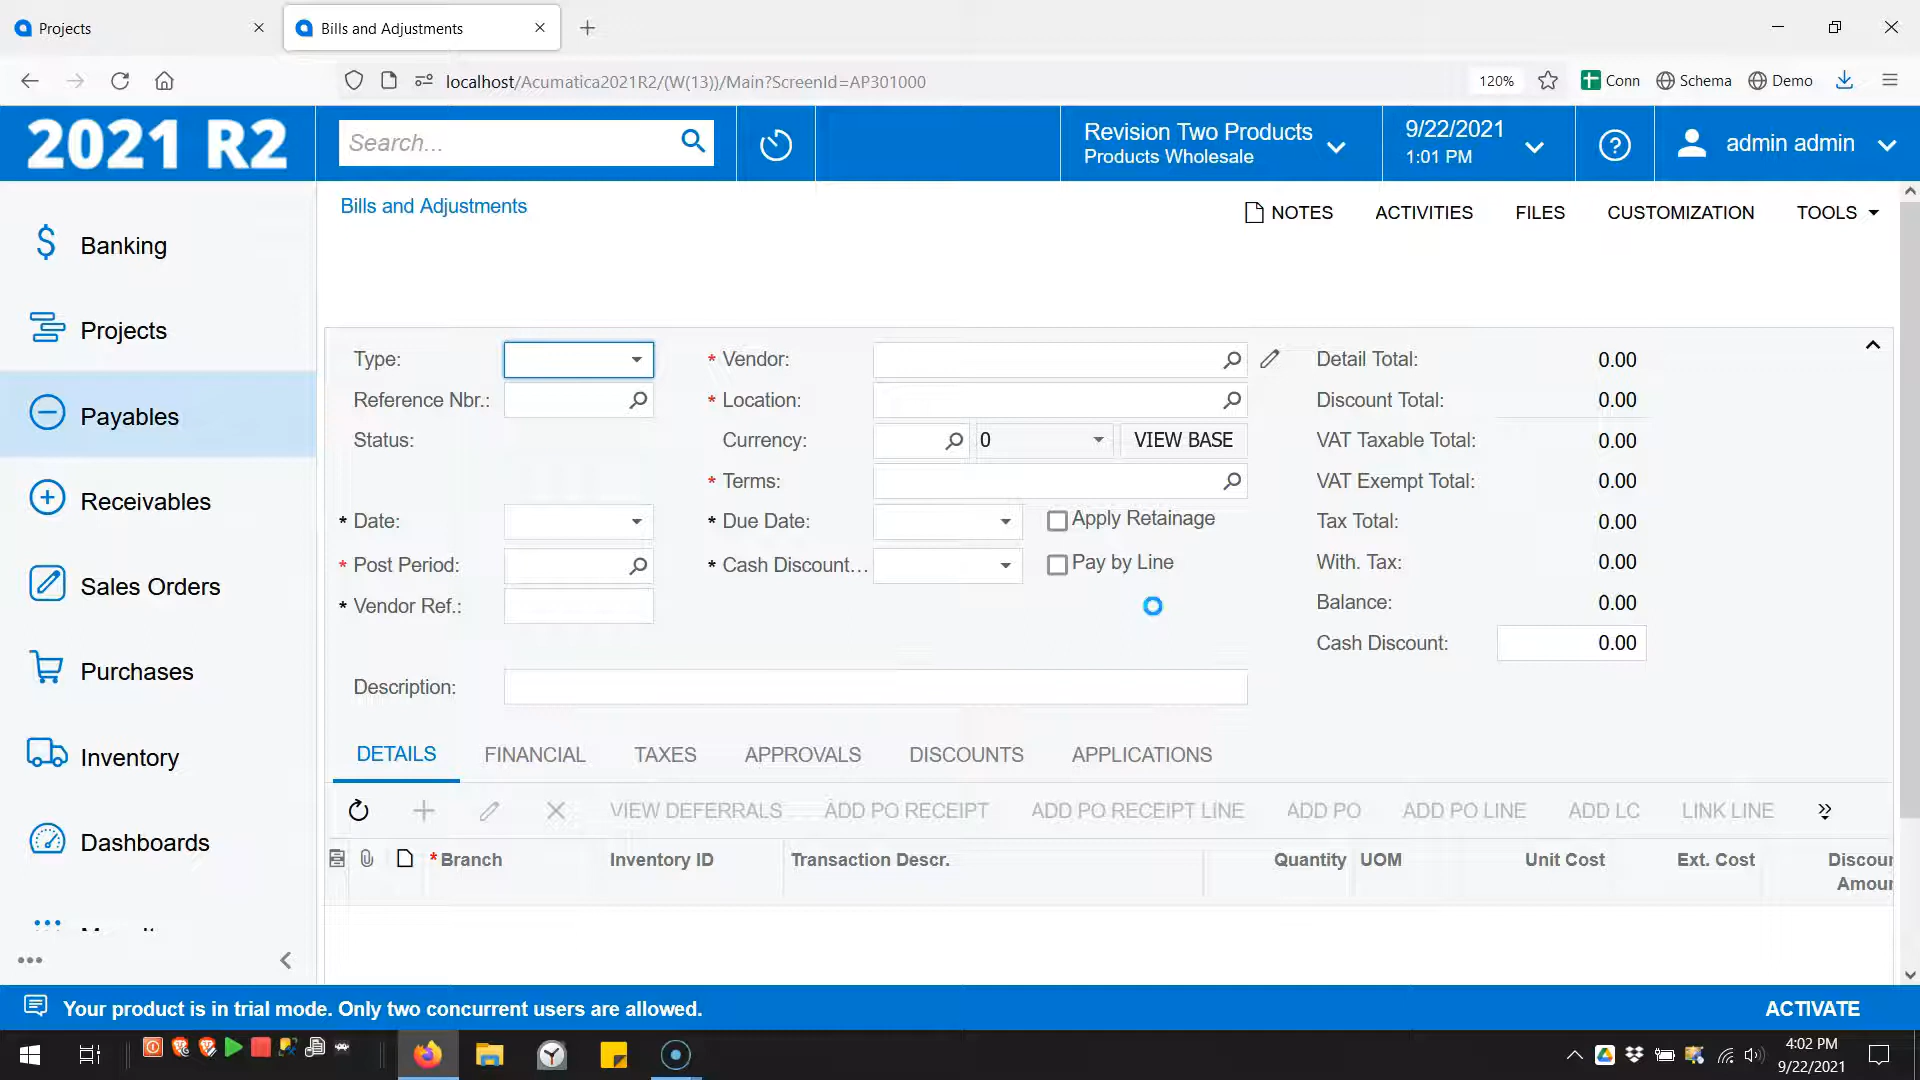 Projects
Bills and Adjustments
localhost/Acumatica2021R2/(W(13))/Main?ScreenId=AP301000
120%
Conn
Schema
Demo
2021 R2
Search...
Revision Two Products
Products Wholesale
9/22/2021
1:01 PM
admin admin
Banking
Projects
Payables
Receivables
Sales Orders
Purchases
Inventory
Dashboards
Bills and Adjustments
NOTES
ACTIVITIES
FILES
CUSTOMIZATION
TOOLS
Type:
* Vendor:
Detail Total:
0.00
Reference Nbr.:
* Location:
Discount Total:
0.00
Status:
Currency:
0
VIEW BASE
VAT Taxable Total:
0.00
* Terms:
VAT Exempt Total:
0.00
* Date:
* Due Date:
Apply Retainage
Tax Total:
0.00
* Post Period:
* Cash Discount...
Pay by Line
With. Tax:
0.00
* Vendor Ref.:
Balance:
0.00
Cash Discount:
0.00
Description:
DETAILS
FINANCIAL
TAXES
APPROVALS
DISCOUNTS
APPLICATIONS
VIEW DEFERRALS
ADD PO RECEIPT
ADD PO RECEIPT LINE
ADD PO
ADD PO LINE
ADD LC
LINK LINE
* Branch
Inventory ID
Transaction Descr.
Quantity
UOM
Unit Cost
Ext. Cost
Discoun
Amoun
Your product is in trial mode. Only two concurrent users are allowed.
ACTIVATE
4:02 PM
9/22/2021